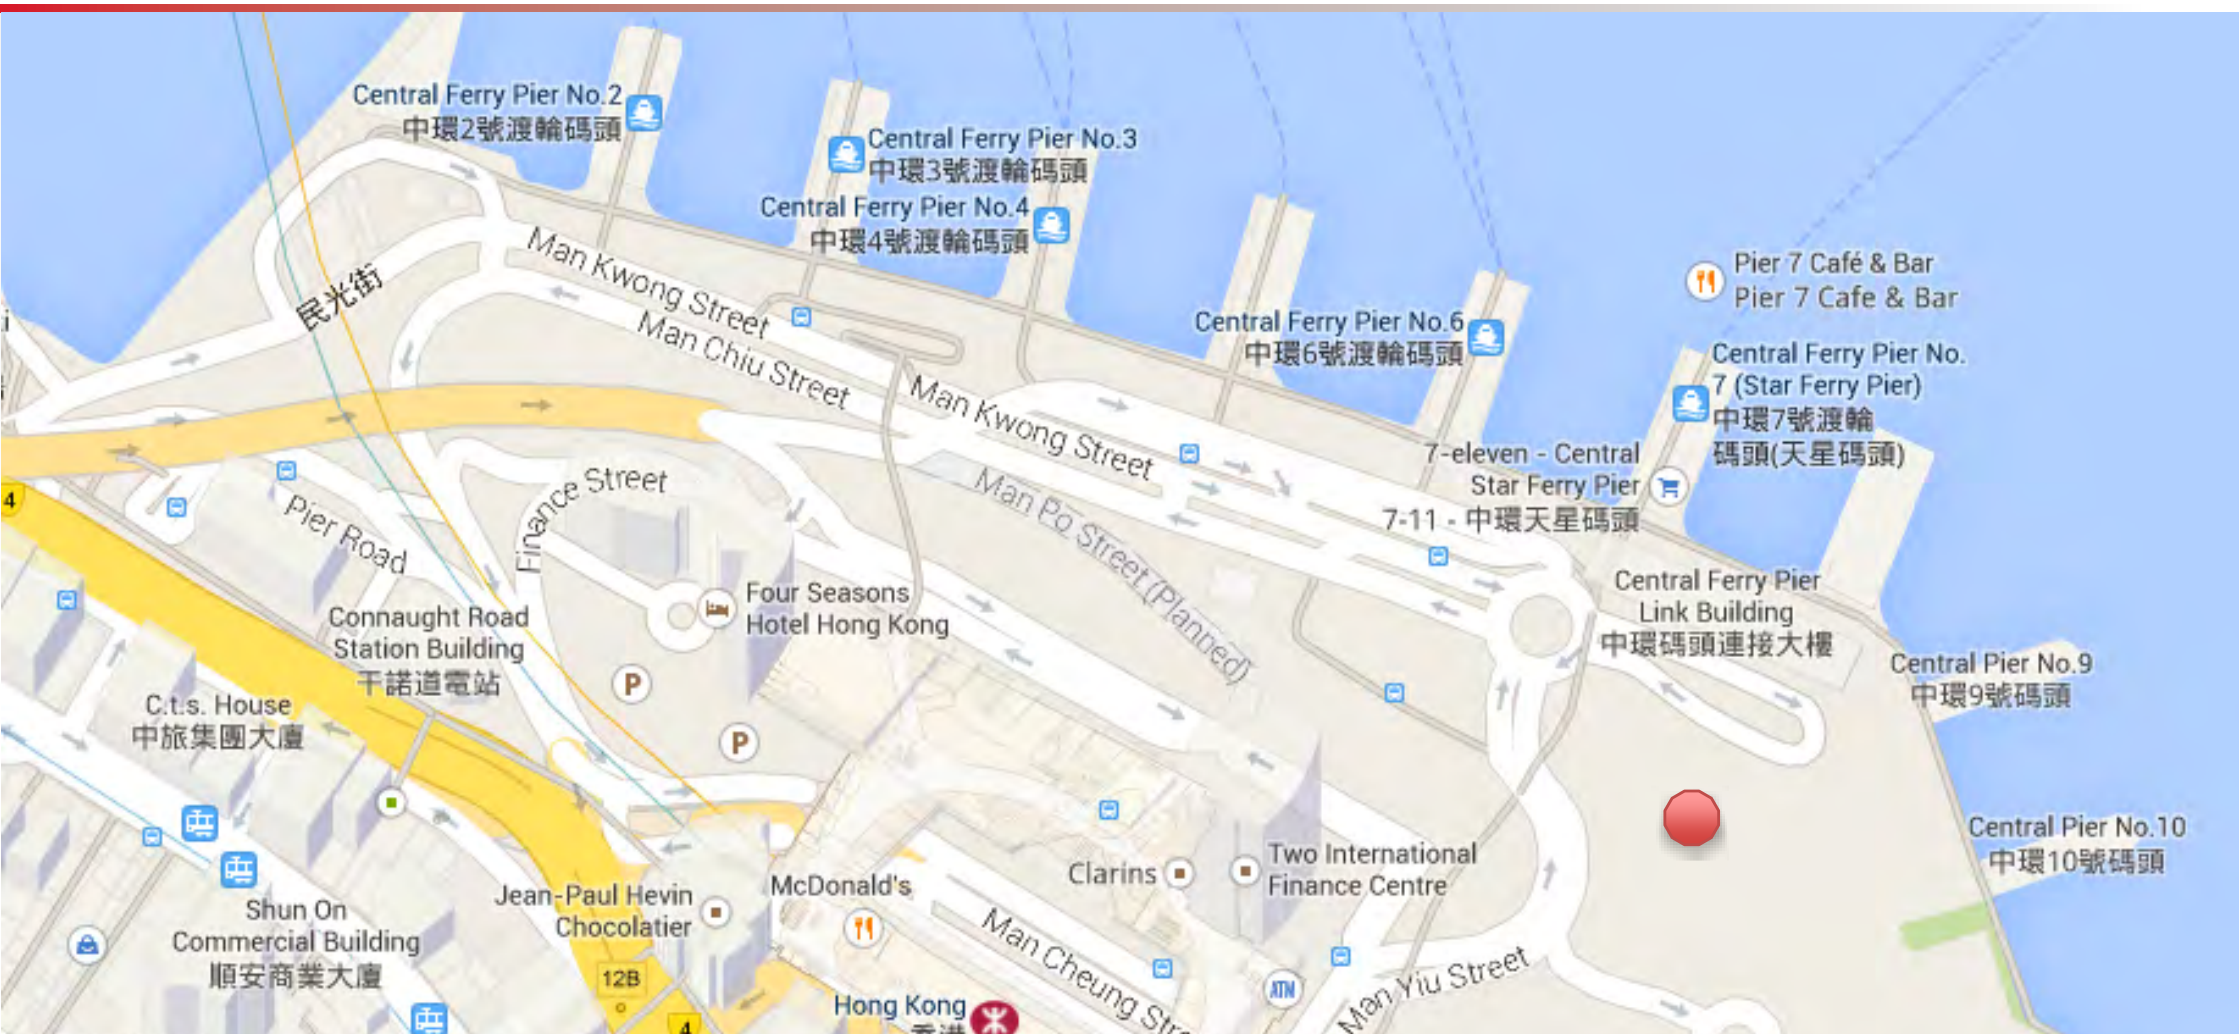 Central Ferry Pier No.2
中環2號渡輪碼頭
Central Ferry Pier No.3
中環3號渡輪碼頭
Central Ferry Pier No.4
中環4號渡輪碼頭
Man Kwong Street
民光街
Man Chiu Street
Central Ferry Pier No.6
中環6號渡輪碼頭
Pier 7 Café & Bar
Pier 7 Cafe & Bar
Central Ferry Pier No.
7 (Star Ferry Pier)
中環7號渡輪
碼頭(天星碼頭)
Man Kwong Street
7-eleven - Central
Star Ferry Pier
7-11 - 中環天星碼頭
Man Po Street (Planned)
4
Finance Street
Pier Road
Four Seasons
Hotel Hong Kong
Central Ferry Pier
Link Building
中環碼頭連接大樓
Connaught Road
Station Building
干諾道電站
P
P
Central Pier No.9
中環9號碼頭
C.t.s. House
中旅集團大廈
Central Pier No.10
中環10號碼頭
Clarins
Two International
Finance Centre
Jean-Paul Hevin
Chocolatier
McDonald's
Shun On
Commercial Building
順安商業大廈
Man Cheung Stre
12B
ATM
Man Yiu Street
Hong Kong
香港
4